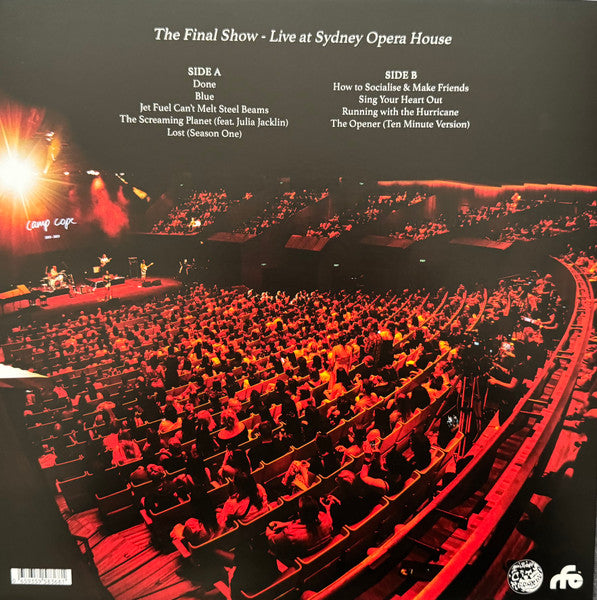 The Final Show - Live at Sydney Opera House
SIDE A
Done
Blue
Jet Fuel Can't Melt Steel Beams
The Screaming Planet (feat. Julia Jacklin)
Lost (Season One)
SIDE B
How to Socialise & Make Friends
Sing Your Heart Out
Running with the Hurricane
The Opener (Ten Minute Version)
camp cope
rfo